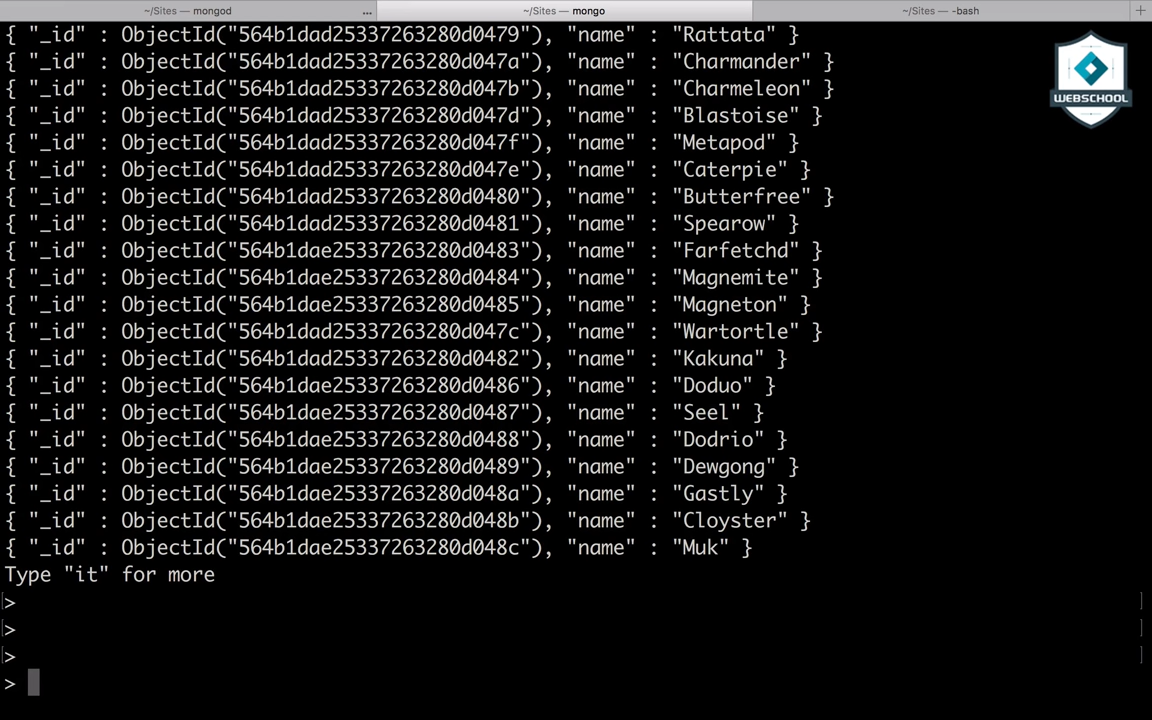 ~/Sites — mongod ... ~/Sites — mongo ~/Sites — -bash +
{ "_id" : ObjectId("564b1dad25337263280d0479"), "name" : "Rattata" }
{ "_id" : ObjectId("564b1dad25337263280d047a"), "name" : "Charmander" }
{ "_id" : ObjectId("564b1dad25337263280d047b"), "name" : "Charmeleon" }
{ "_id" : ObjectId("564b1dad25337263280d047d"), "name" : "Blastoise" }
{ "_id" : ObjectId("564b1dad25337263280d047f"), "name" : "Metapod" }
{ "_id" : ObjectId("564b1dad25337263280d047e"), "name" : "Caterpie" }
{ "_id" : ObjectId("564b1dad25337263280d0480"), "name" : "Butterfree" }
{ "_id" : ObjectId("564b1dad25337263280d0481"), "name" : "Spearow" }
{ "_id" : ObjectId("564b1dae25337263280d0483"), "name" : "Farfetchd" }
{ "_id" : ObjectId("564b1dae25337263280d0484"), "name" : "Magnemite" }
{ "_id" : ObjectId("564b1dae25337263280d0485"), "name" : "Magneton" }
{ "_id" : ObjectId("564b1dad25337263280d047c"), "name" : "Wartortle" }
{ "_id" : ObjectId("564b1dad25337263280d0482"), "name" : "Kakuna" }
{ "_id" : ObjectId("564b1dae25337263280d0486"), "name" : "Doduo" }
{ "_id" : ObjectId("564b1dae25337263280d0487"), "name" : "Seel" }
{ "_id" : ObjectId("564b1dae25337263280d0488"), "name" : "Dodrio" }
{ "_id" : ObjectId("564b1dae25337263280d0489"), "name" : "Dewgong" }
{ "_id" : ObjectId("564b1dae25337263280d048a"), "name" : "Gastly" }
{ "_id" : ObjectId("564b1dae25337263280d048b"), "name" : "Cloyster" }
{ "_id" : ObjectId("564b1dae25337263280d048c"), "name" : "Muk" }
Type "it" for more
>
>
>
>
WEBSCHOOL